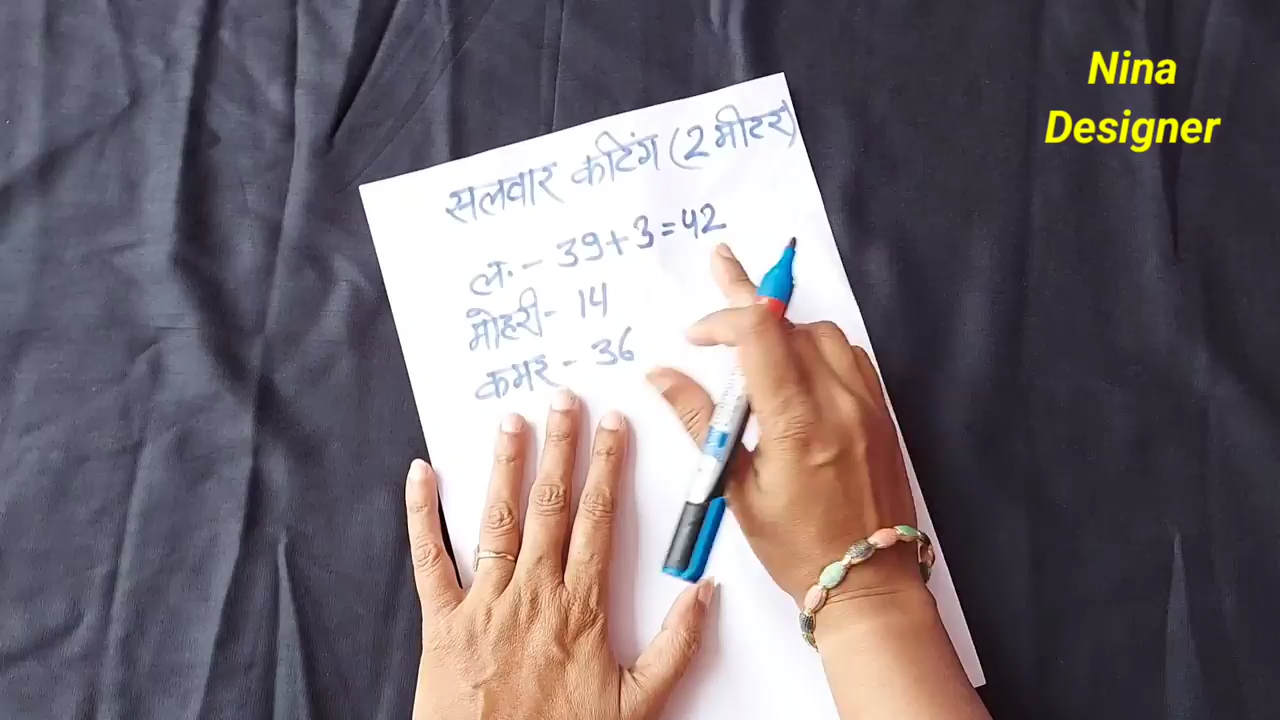 Nina
Designer
सलवार कटिंग (2 मीटर)
ल. - 39+3=42
मोहरी - 14
कमर - 36